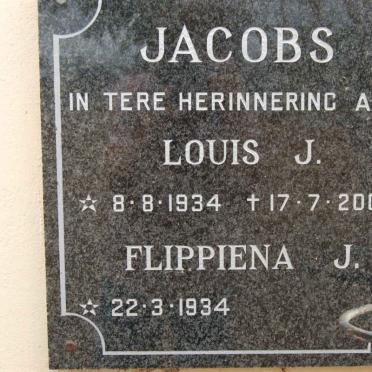 JACOBS
IN TERE HERINNERING A
LOUIS J.
☆ 8·8·1934 †17·7·200
FLIPPIENA J.
☆ 22·3·1934